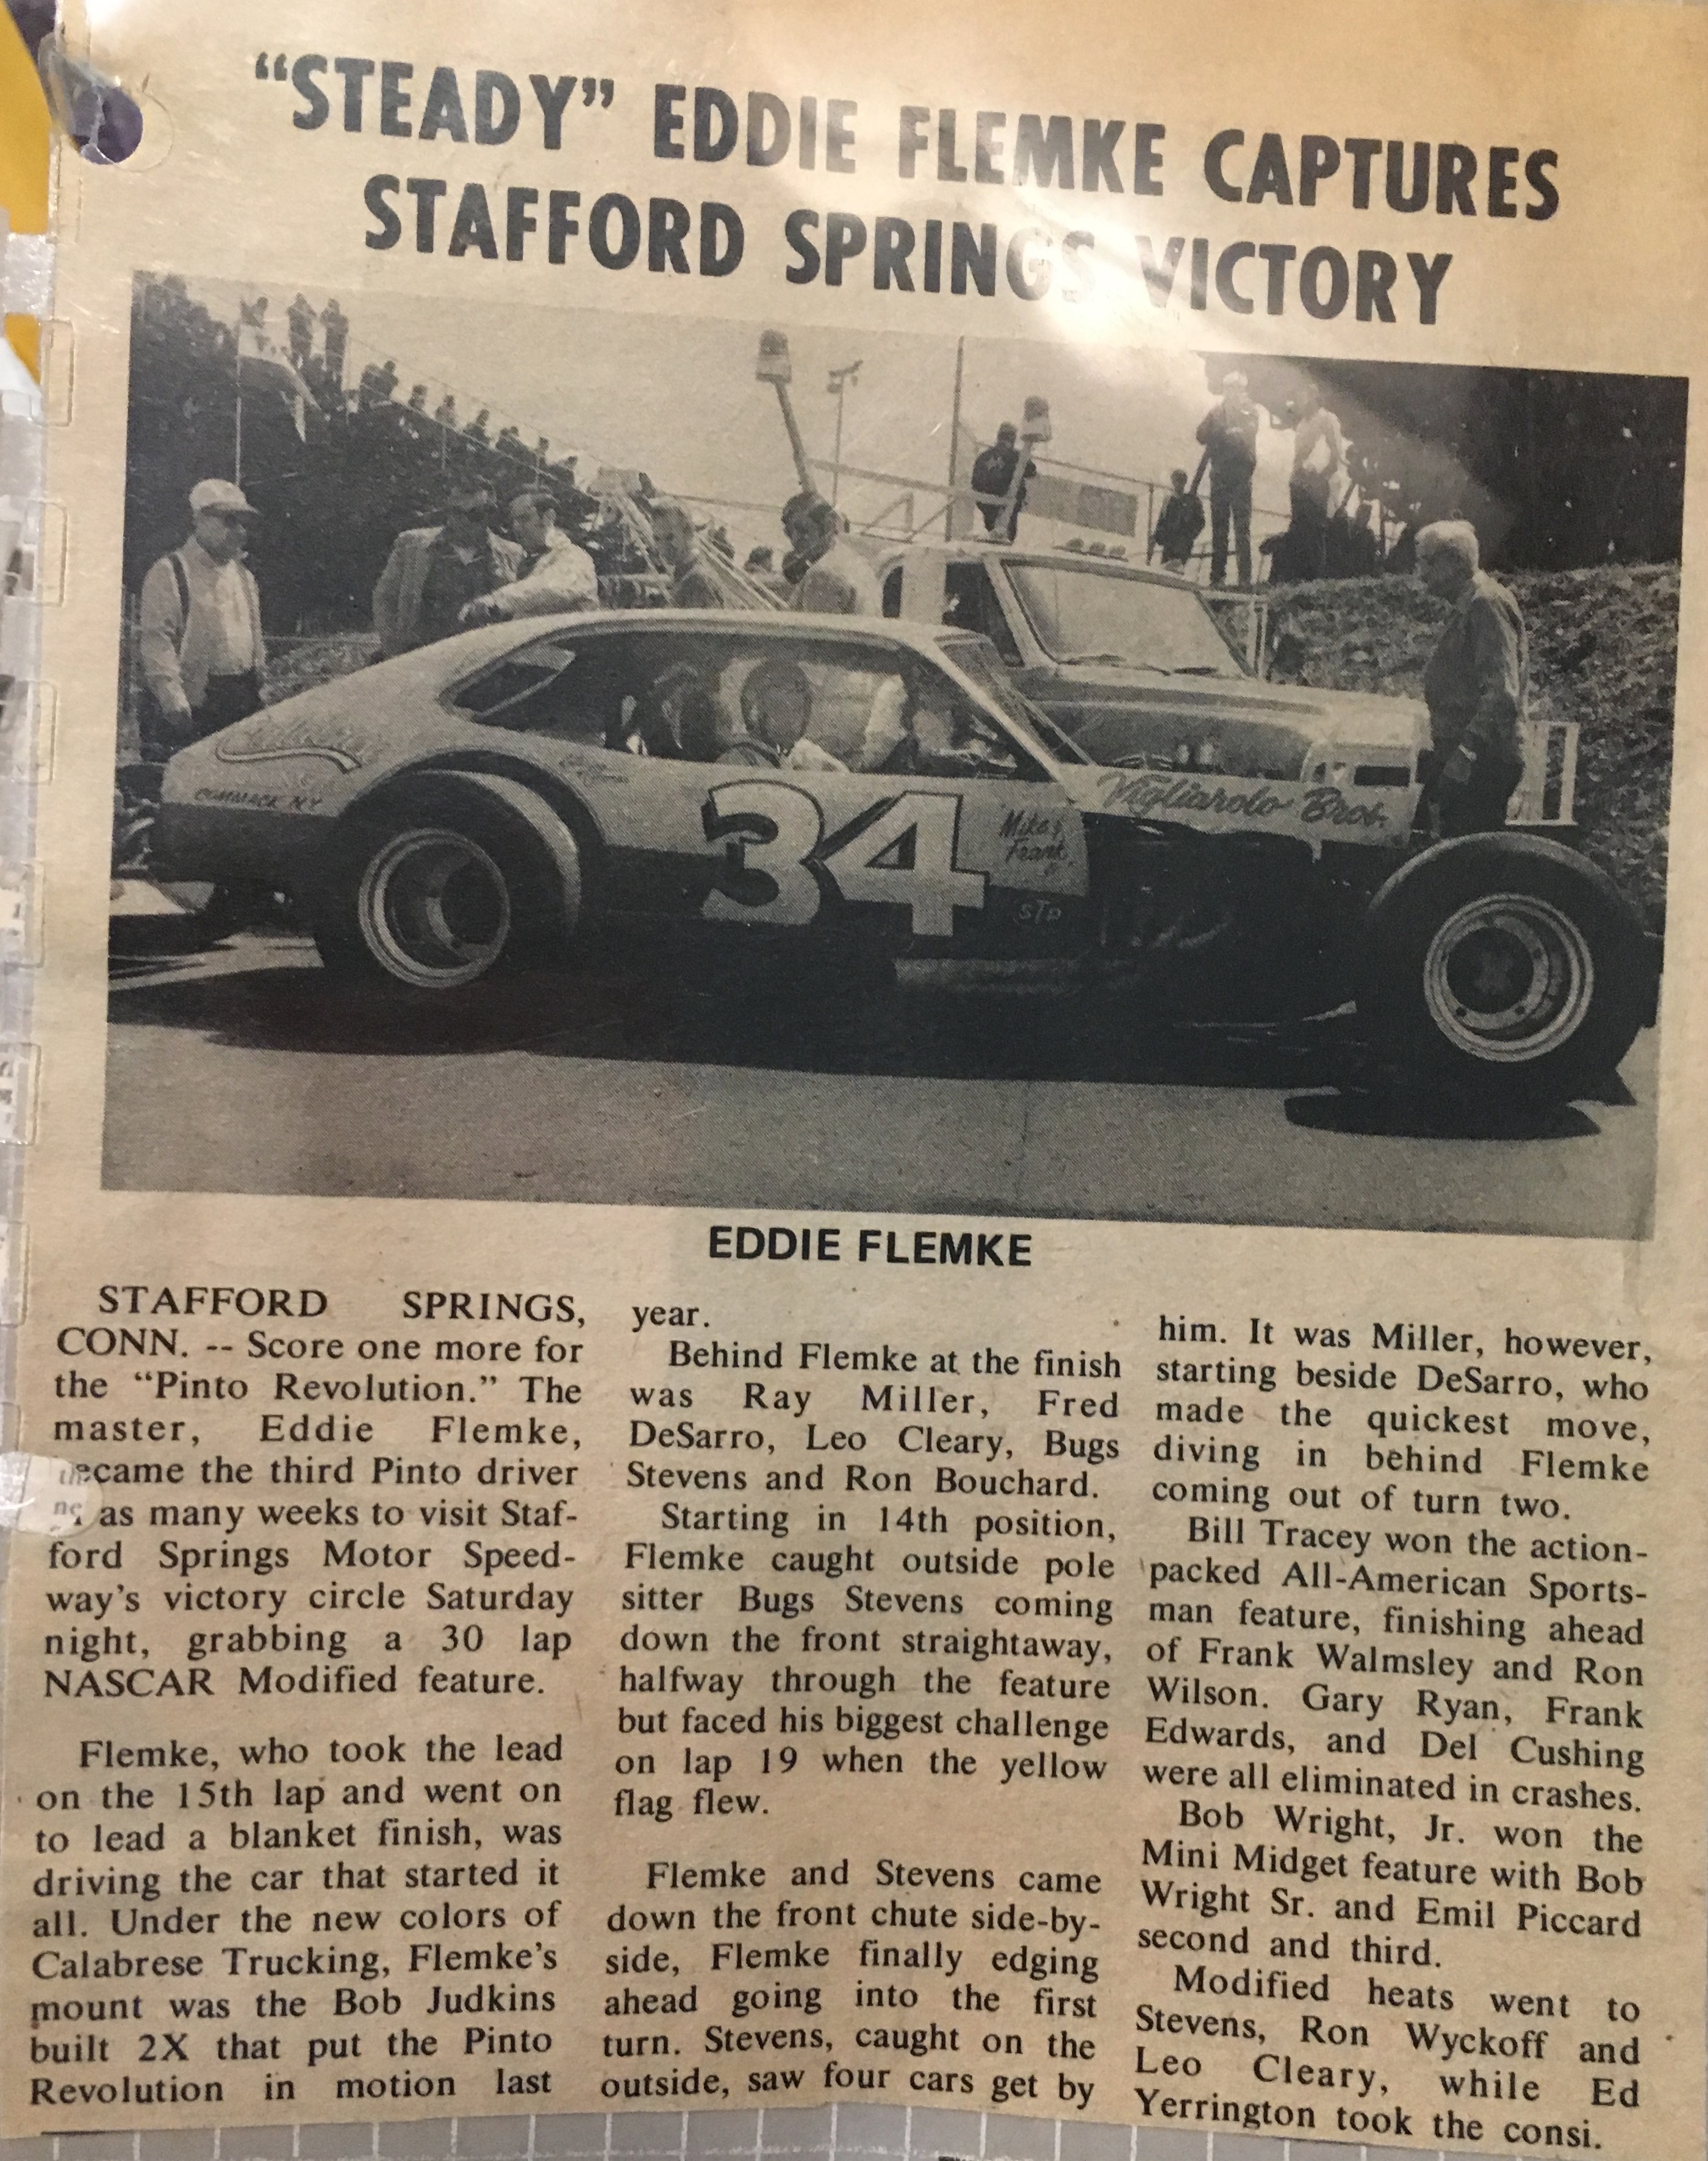 “STEADY” EDDIE FLEMKE CAPTURES
STAFFORD SPRINGS VICTORY
COMMACK N.Y.
34
Mike &
Frank
STP
Vigliarolo Bros.
EDDIE FLEMKE
STAFFORD SPRINGS,
CONN. -- Score one more for
the “Pinto Revolution.” The
master, Eddie Flemke,
became the third Pinto driver
as many weeks to visit Staf-
ford Springs Motor Speed-
way’s victory circle Saturday
night, grabbing a 30 lap
NASCAR Modified feature.
Flemke, who took the lead
on the 15th lap and went on
to lead a blanket finish, was
driving the car that started it
all. Under the new colors of
Calabrese Trucking, Flemke’s
mount was the Bob Judkins
built 2X that put the Pinto
Revolution in motion last
year.
Behind Flemke at the finish
was Ray Miller, Fred
DeSarro, Leo Cleary, Bugs
Stevens and Ron Bouchard.
Starting in 14th position,
Flemke caught outside pole
sitter Bugs Stevens coming
down the front straightaway,
halfway through the feature
but faced his biggest challenge
on lap 19 when the yellow
flag flew.
Flemke and Stevens came
down the front chute side-by-
side, Flemke finally edging
ahead going into the first
turn. Stevens, caught on the
outside, saw four cars get by
him. It was Miller, however,
starting beside DeSarro, who
made the quickest move,
diving in behind Flemke
coming out of turn two.
Bill Tracey won the action-
packed All-American Sports-
man feature, finishing ahead
of Frank Walmsley and Ron
Wilson. Gary Ryan, Frank
Edwards, and Del Cushing
were all eliminated in crashes.
Bob Wright, Jr. won the
Mini Midget feature with Bob
Wright Sr. and Emil Piccard
second and third.
Modified heats went to
Stevens, Ron Wyckoff and
Leo Cleary, while Ed
Yerrington took the consi.